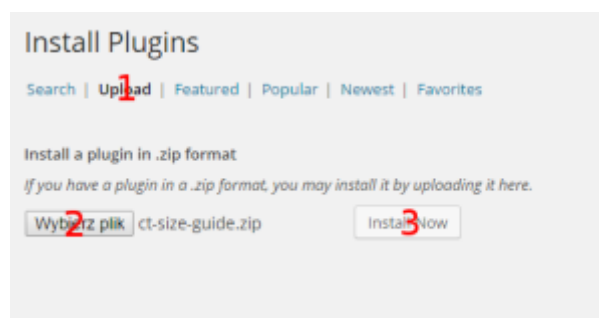 Install Plugins
Search | Upload | Featured | Popular | Newest | Favorites
1
Install a plugin in .zip format
If you have a plugin in a .zip format, you may install it by uploading it here.
Wybierz plik ct-size-guide.zip Install Now
2 3